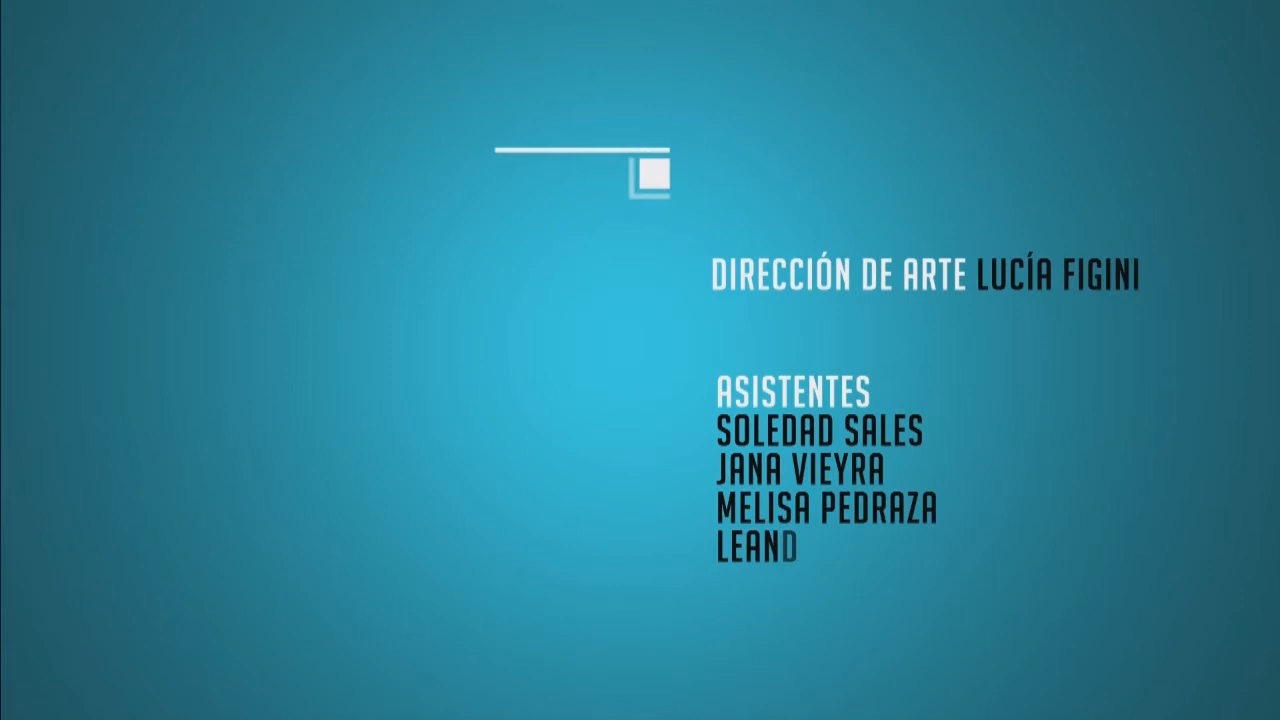 DIRECCIÓN DE ARTE LUCÍA FIGINI
ASISTENTES
SOLEDAD SALES
JANA VIEYRA
MELISA PEDRAZA
LEAND